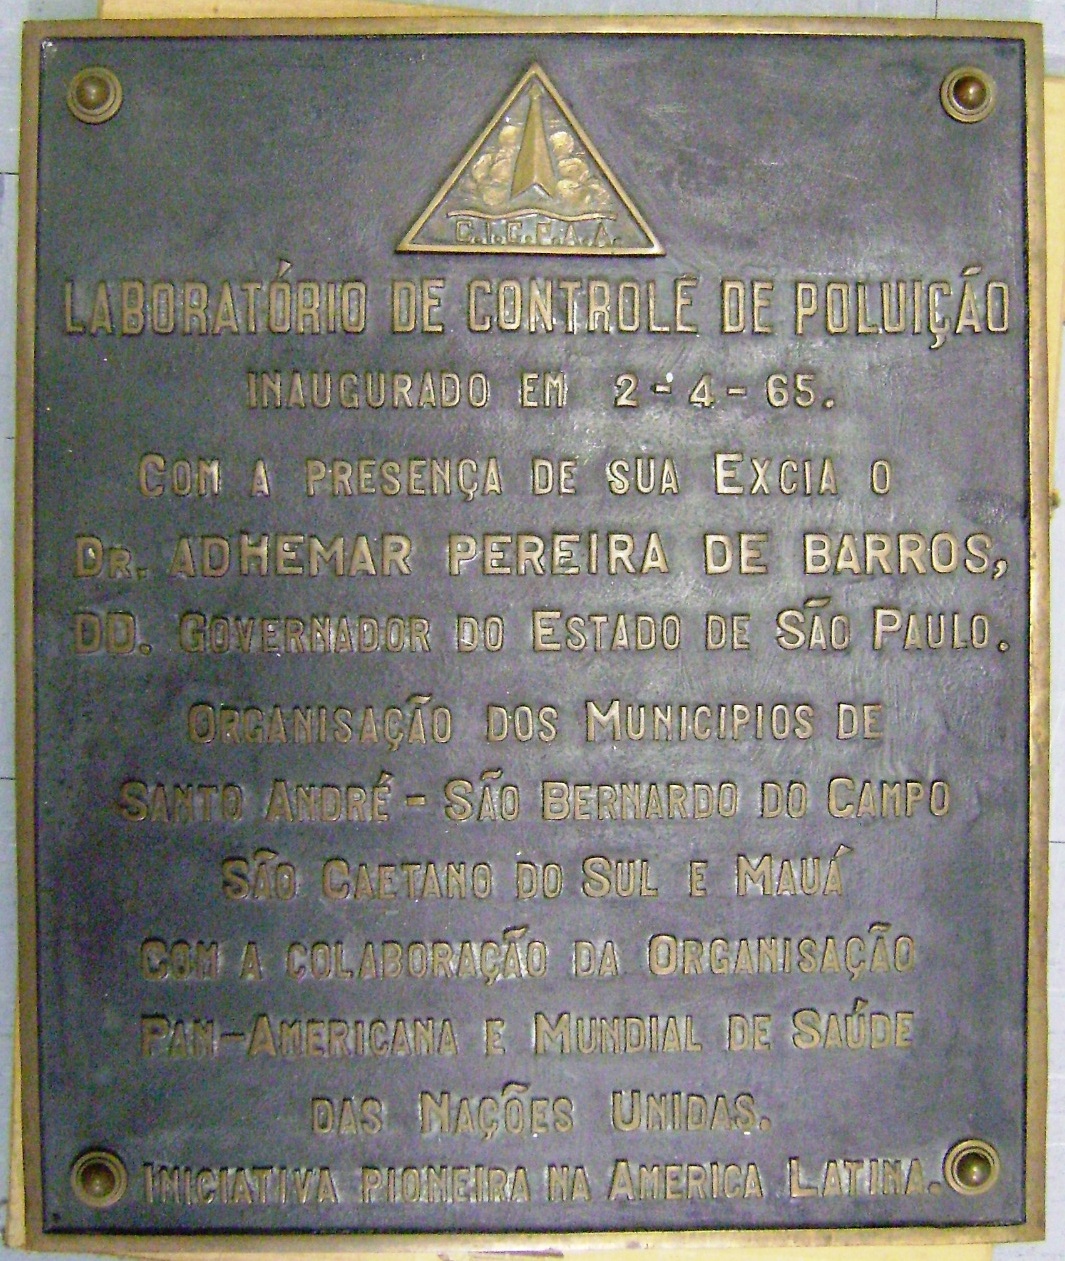 C.I.C.P.A.A
LABORATÓRIO DE CONTROLE DE POLUIÇÃO
INAUGURADO EM 2-4-65.
COM A PRESENÇA DE SUA EXCIA O
DR. ADHEMAR PEREIRA DE BARROS,
DD. GOVERNADOR DO ESTADO DE SÃO PAULO.
ORGANISAÇÃO DOS MUNICIPIOS DE
SANTO ANDRÉ - SÃO BERNARDO DO CAMPO
SÃO CAETANO DO SUL E MAUÁ
COM A COLABORAÇÃO DA ORGANISAÇÃO
PAN-AMERICANA E MUNDIAL DE SAÚDE
DAS NAÇÕES UNIDAS.
INICIATIVA PIONEIRA NA AMERICA LATINA.